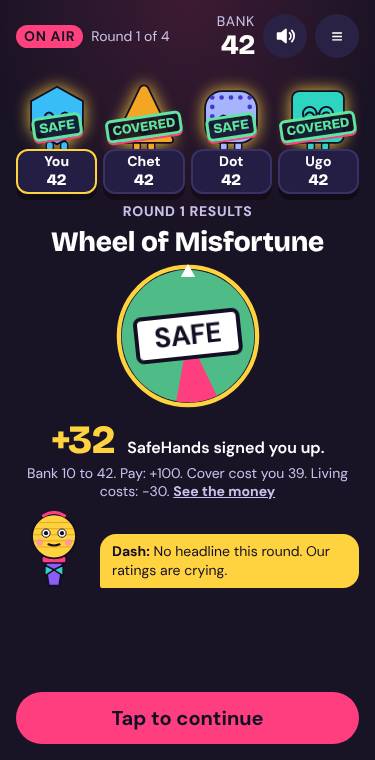 ON AIR
Round 1 of 4
BANK
42
SAFE
COVERED
SAFE
COVERED
You
42
Chet
42
Dot
42
Ugo
42
ROUND 1 RESULTS
Wheel of Misfortune
SAFE
+32 SafeHands signed you up.
Bank 10 to 42. Pay: +100. Cover cost you 39. Living
costs: −30. See the money
Dash: No headline this round. Our
ratings are crying.
Tap to continue